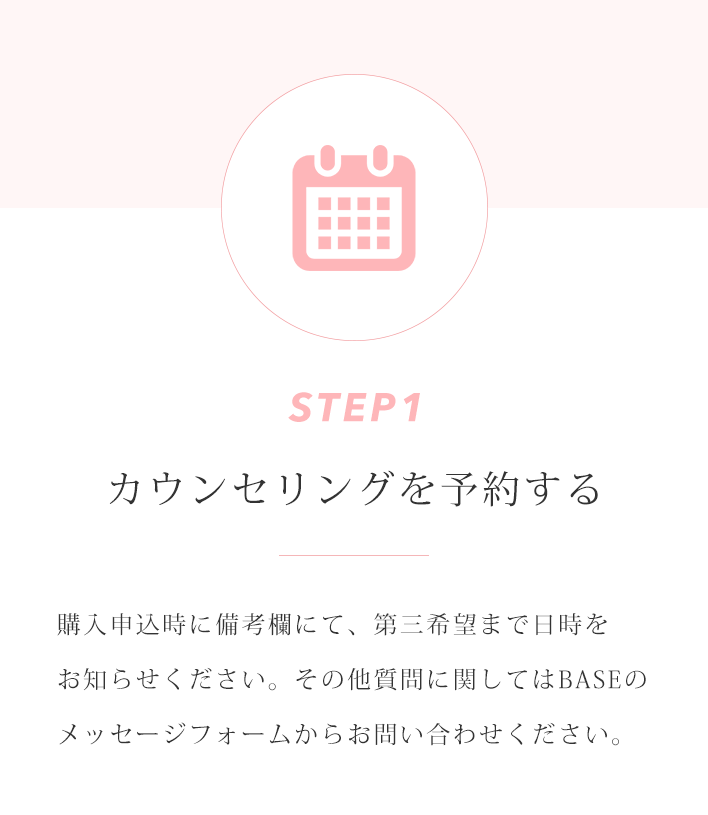 STEP1
カウンセリングを予約する
購入申込時に備考欄にて、第三希望まで日時を
お知らせください。その他質問に関してはBASEの
メッセージフォームからお問い合わせください。